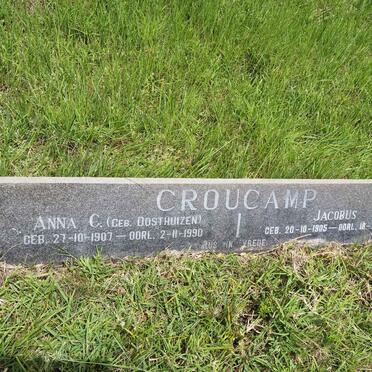 CROUCAMP
ANNA C. (GEB. OOSTHUIZEN)
GEB. 27-10-1907 — OORL. 2-11-1990
JACOBUS
GEB. 20-10-1905 — OORL. 18-
RUS IN VREDE